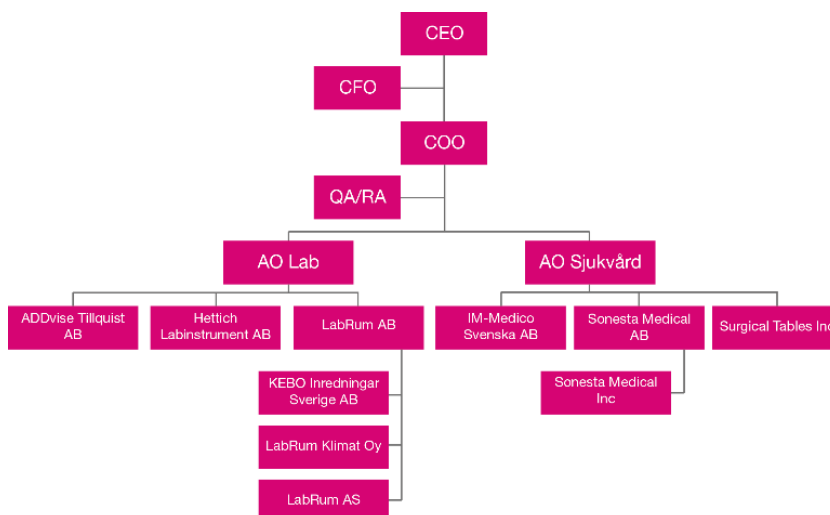 CEO
CFO
COO
QA/RA
AO Lab
AO Sjukvård
ADDvise Tillquist
AB
Hettich
Labinstrument AB
LabRum AB
IM-Medico
Svenska AB
Sonesta Medical
AB
Surgical Tables Inc
KEBO Inredningar
Sverige AB
Sonesta Medical
Inc
LabRum Klimat Oy
LabRum AS